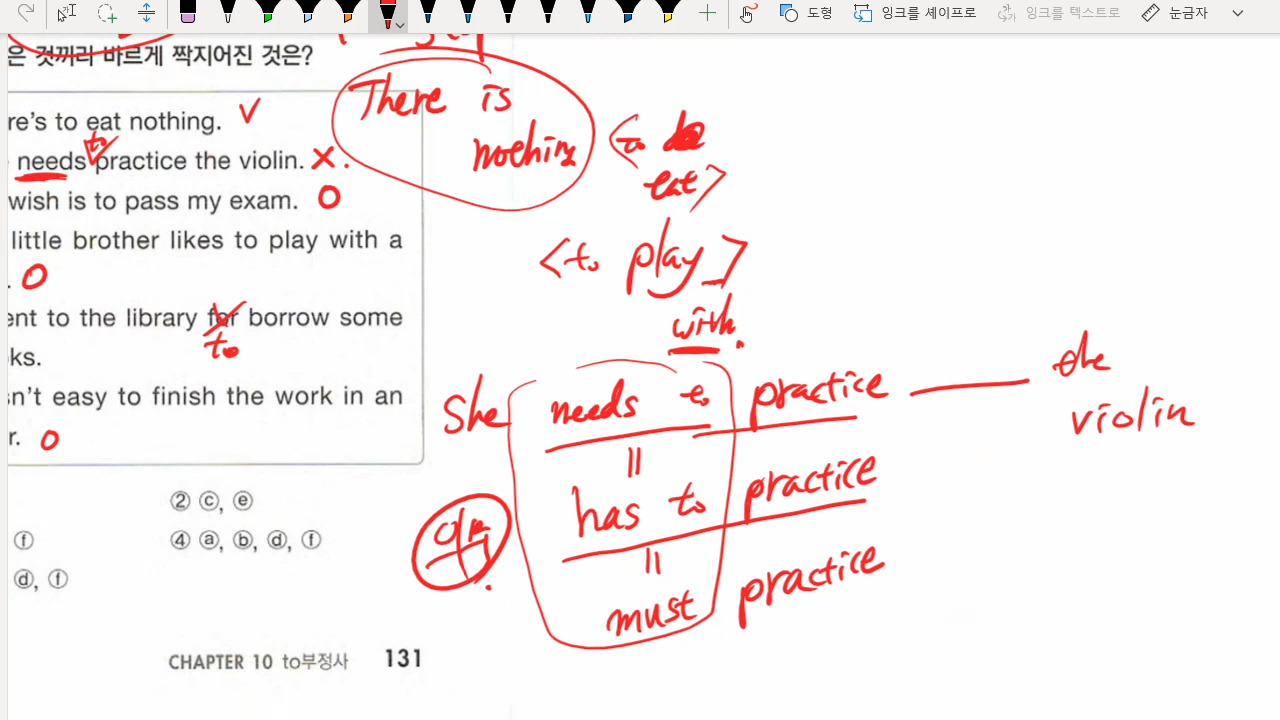 도형 잉크를 셰이프로 잉크를 텍스트로 눈금자
은 것끼리 바르게 짝지어진 것은?
re's to eat nothing. V
needs to practice the violin. X.
wish is to pass my exam. O
little brother likes to play with a
. O
ent to the library for borrow some
to
ks.
sn't easy to finish the work in an
r. O
② ⓒ, ⓔ
ⓕ
④ ⓐ, ⓑ, ⓓ, ⓕ
ⓓ, ⓕ
CHAPTER 10 to부정사 131
There is
nothing <to
eat>
<to play>
with.
She needs to practice the
violin
=
has to practice
=
must practice